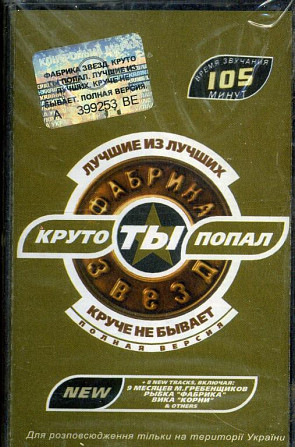 ФАБРИКА ЗВЕЗД. КРУТО
ПОПАЛ. ЛУЧШИЕ ИЗ
ЛУЧШИХ. КРУЧЕ НЕ
БЫВАЕТ. ПОЛНАЯ ВЕРСИЯ.
А 399253 ВЕ
ВРЕМЯ ЗВУЧАНИЯ
105
МИНУТ
ЛУЧШИЕ ИЗ ЛУЧШИХ
ФАБРИКА
КРУТО ТЫ ПОПАЛ
ЗВЕЗД
КРУЧЕ НЕ БЫВАЕТ
ПОЛНАЯ ВЕРСИЯ
NEW
+ 8 NEW TRACKS, ВКЛЮЧАЯ:
9 МЕСЯЦЕВ М.ГРЕБЕНЩИКОВ
РЫБКА "ФАБРИКА"
ВИКА "КОРНИ"
& OTHERS
Для розповсюдження тільки на території України